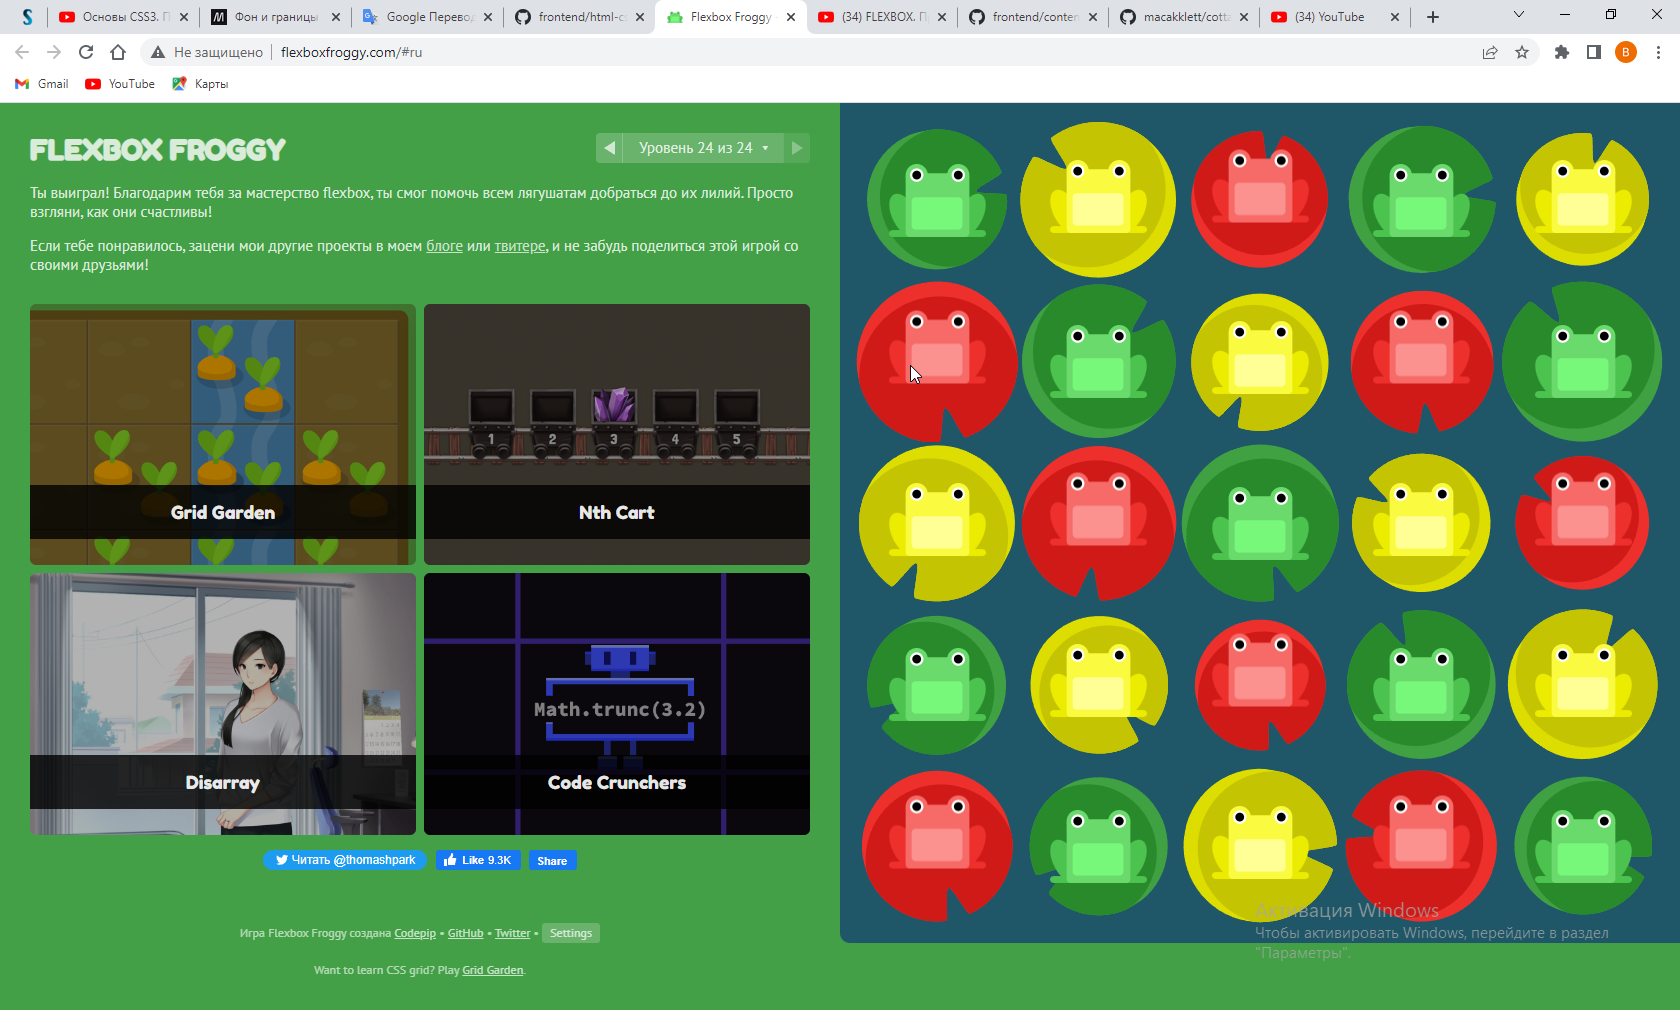 Основы CSS3. П
Фон и границы
Google Перевод
frontend/html-cs
Flexbox Froggy -
(34) FLEXBOX. П
frontend/conten
macakklett/cotta
(34) YouTube
Не защищено
flexboxfroggy.com/#ru
B
Gmail
YouTube
Карты
FLEXBOX FROGGY
Уровень 24 из 24
Ты выиграл! Благодарим тебя за мастерство flexbox, ты смог помочь всем лягушатам добраться до их лилий. Просто
взгляни, как они счастливы!
Если тебе понравилось, зацени мои другие проекты в моем блоге или твитере, и не забудь поделиться этой игрой со
своими друзьями!
Grid Garden
1 2 3 4 5
Nth Cart
Disarray
Math.trunc(3.2)
Code Crunchers
Читать @thomashpark
Like 9.3K
Share
Игра Flexbox Froggy создана Codepip • GitHub • Twitter • Settings
Want to learn CSS grid? Play Grid Garden.
Активация Windows
Чтобы активировать Windows, перейдите в раздел
"Параметры".